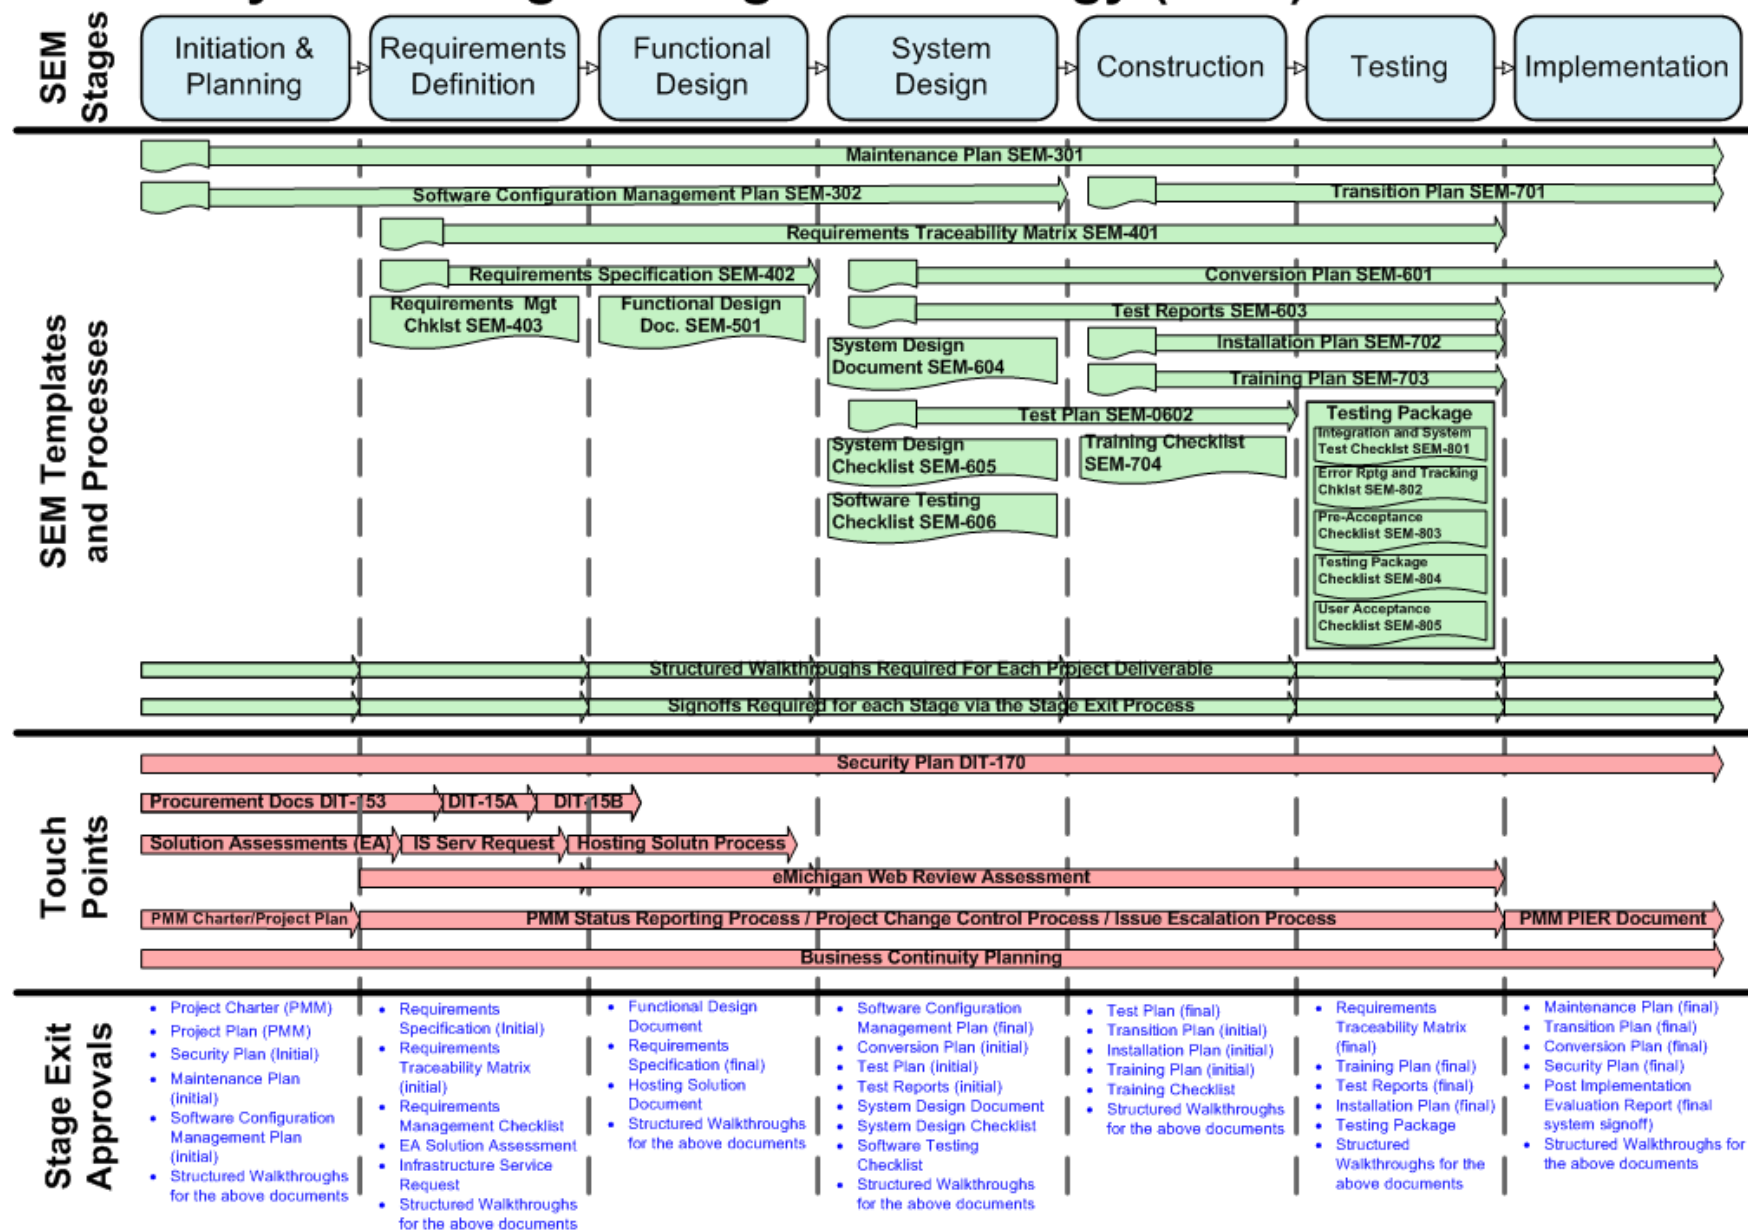 SEM
Stages
Initiation &
Planning
Requirements
Definition
Functional
Design
System
Design
Construction
Testing
Implementation
SEM Templates
and Processes
Maintenance Plan SEM-301
Software Configuration Management Plan SEM-302
Transition Plan SEM-701
Requirements Traceability Matrix SEM-401
Requirements Specification SEM-402
Conversion Plan SEM-601
Requirements Mgt
Chklst SEM-403
Functional Design
Doc. SEM-501
Test Reports SEM-603
System Design
Document SEM-604
Installation Plan SEM-702
Training Plan SEM-703
Test Plan SEM-0602
System Design
Checklist SEM-605
Training Checklist
SEM-704
Software Testing
Checklist SEM-606
Testing Package
Integration and System
Test Checklst SEM-801
Error Rptg and Tracking
Chklst SEM-802
Pre-Acceptance
Checklist SEM-803
Testing Package
Checklist SEM-804
User Acceptance
Checklist SEM-805
Structured Walkthroughs Required For Each Project Deliverable
Signoffs Required for each Stage via the Stage Exit Process
Touch
Points
Security Plan DIT-170
Procurement Docs DIT-153
DIT-15A
DIT-15B
Solution Assessments (EA)
IS Serv Request
Hosting Solutn Process
eMichigan Web Review Assessment
PMM Charter/Project Plan
PMM Status Reporting Process / Project Change Control Process / Issue Escalation Process
PMM PIER Document
Business Continuity Planning
Stage Exit
Approvals
• Project Charter (PMM)
• Project Plan (PMM)
• Security Plan (Initial)
• Maintenance Plan
(initial)
• Software Configuration
Management Plan
(initial)
• Structured Walkthroughs
for the above documents
• Requirements
Specification (Initial)
• Requirements
Traceability Matrix
(initial)
• Requirements
Management Checklist
• EA Solution Assessment
• Infrastructure Service
Request
• Structured Walkthroughs
for the above documents
• Functional Design
Document
• Requirements
Specification (final)
• Hosting Solution
Document
• Structured Walkthroughs
for the above documents
• Software Configuration
Management Plan (final)
• Conversion Plan (initial)
• Test Plan (initial)
• Test Reports (initial)
• System Design Document
• System Design Checklist
• Software Testing
Checklist
• Structured Walkthroughs
for the above documents
• Test Plan (final)
• Transition Plan (initial)
• Installation Plan (initial)
• Training Plan (initial)
• Training Checklist
• Structured Walkthroughs
for the above documents
• Requirements
Traceability Matrix
(final)
• Training Plan (final)
• Test Reports (final)
• Installation Plan (final)
• Testing Package
• Structured
Walkthroughs for the
above documents
• Maintenance Plan (final)
• Transition Plan (final)
• Conversion Plan (final)
• Security Plan (final)
• Post Implementation
Evaluation Report (final
system signoff)
• Structured Walkthroughs for
the above documents